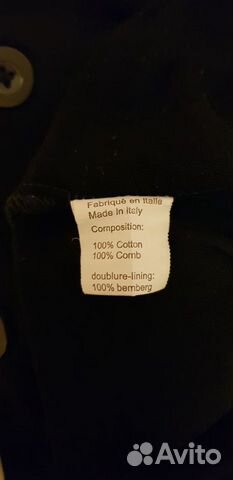 Fabriqué en Italie
Made in Italy
Composition:
100% Cotton
100% Comb
doublure-lining:
100% bemberg
Avito